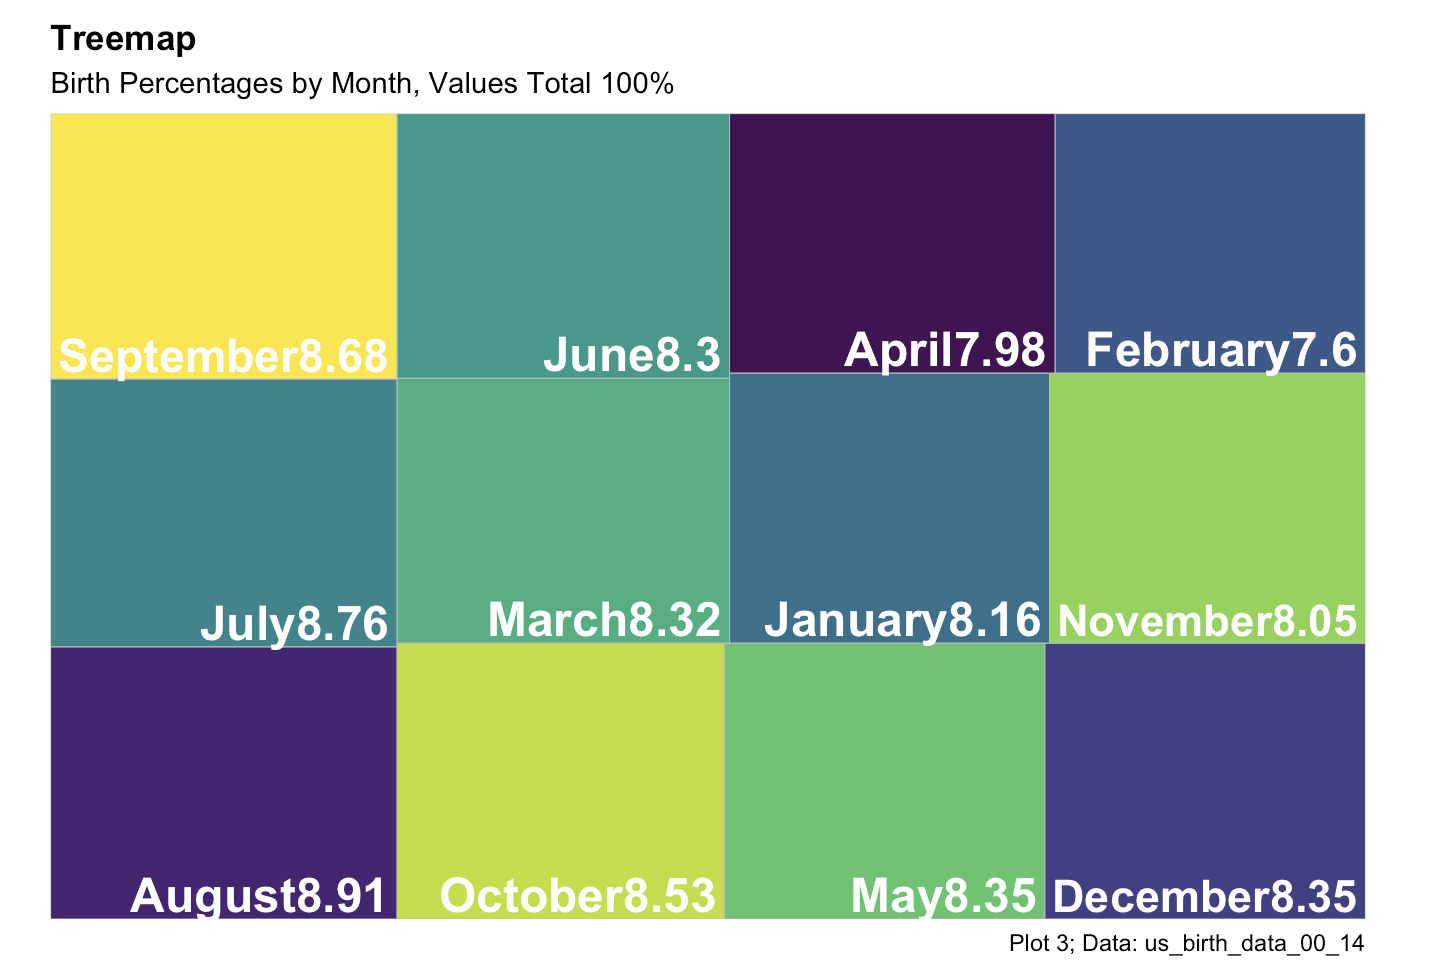 Treemap
Birth Percentages by Month, Values Total 100%
September8.68
June8.3
April7.98
February7.6
July8.76
March8.32
January8.16
November8.05
August8.91
October8.53
May8.35
December8.35
Plot 3; Data: us_birth_data_00_14